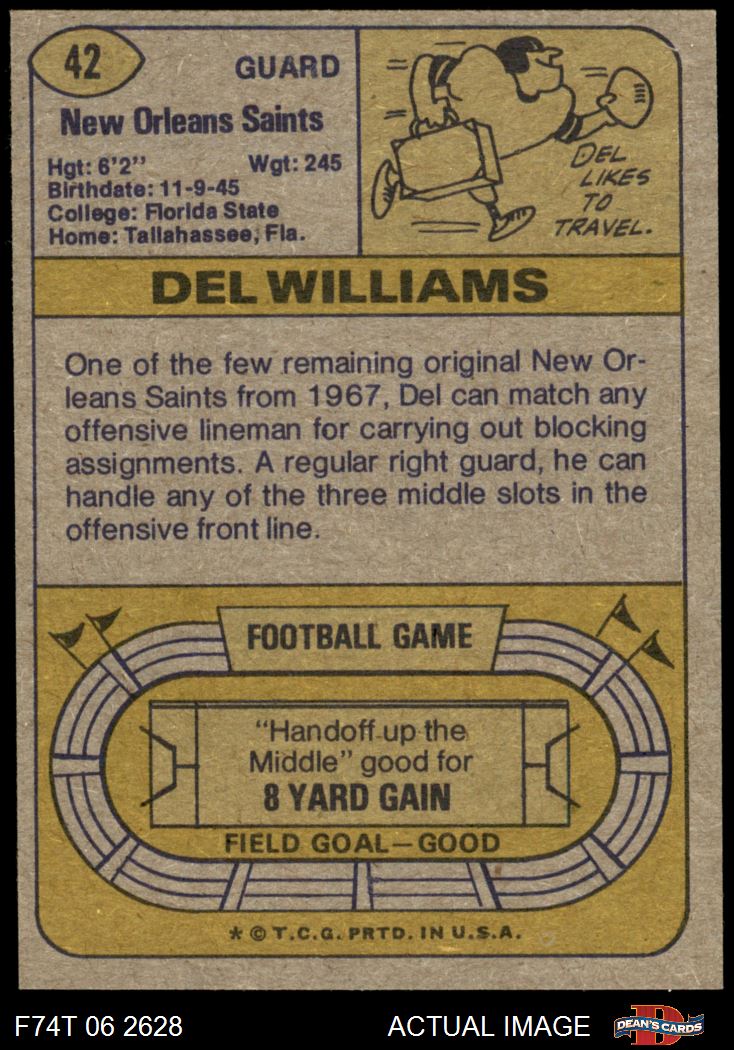 42
GUARD
New Orleans Saints
Hgt: 6'2" Wgt: 245
Birthdate: 11-9-45
College: Florida State
Home: Tallahassee, Fla.
DEL
LIKES
TO
TRAVEL.
DEL WILLIAMS
One of the few remaining original New Or-
leans Saints from 1967, Del can match any
offensive lineman for carrying out blocking
assignments. A regular right guard, he can
handle any of the three middle slots in the
offensive front line.
FOOTBALL GAME
"Handoff up the
Middle" good for
8 YARD GAIN
FIELD GOAL—GOOD
* © T.C.G. PRTD. IN U.S.A.
F74T 06 2628 ACTUAL IMAGE
D
DEAN'S CARDS